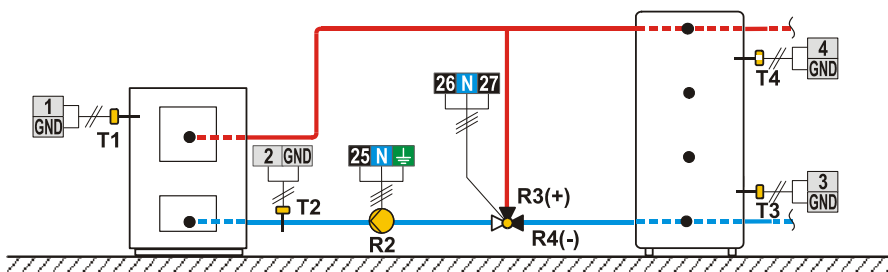 4
GND
T4
26 N 27
1
GND
T1
2 GND
25 N
3
GND
T3
T2
R3(+)
R2
R4(-)